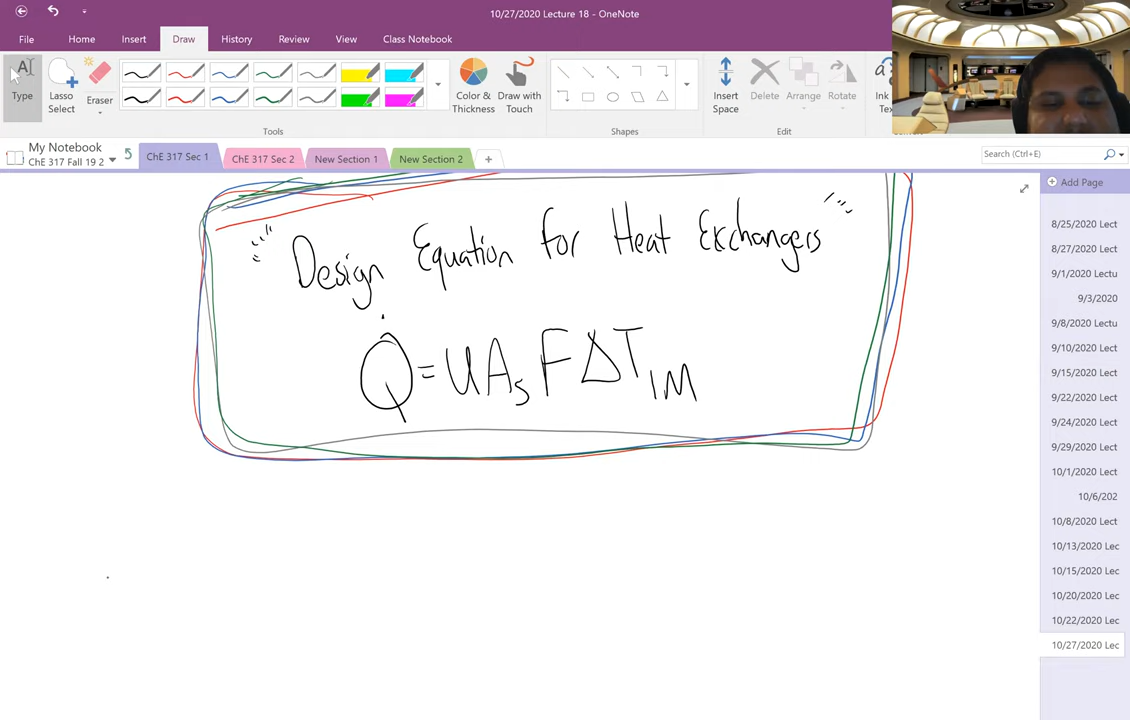 10/27/2020 Lecture 18 - OneNote
File Home Insert Draw History Review View Class Notebook
Type
Lasso Select
Eraser
Color & Thickness
Draw with Touch
Insert Space
Delete
Arrange
Rotate
Ink
Tex
Tools
Shapes
Edit
My Notebook
ChE 317 Fall 19 2
ChE 317 Sec 1
ChE 317 Sec 2
New Section 1
New Section 2
Search (Ctrl+E)
Add Page
8/25/2020 Lect
8/27/2020 Lect
9/1/2020 Lectu
9/3/2020
9/8/2020 Lectu
9/10/2020 Lect
9/15/2020 Lect
9/22/2020 Lect
9/24/2020 Lect
9/29/2020 Lect
10/1/2020 Lect
10/6/202
10/8/2020 Lect
10/13/2020 Lec
10/15/2020 Lec
10/20/2020 Lec
10/22/2020 Lec
10/27/2020 Lec
Design Equation for Heat Exchangers
Q̇ = UAₛFΔT₁M